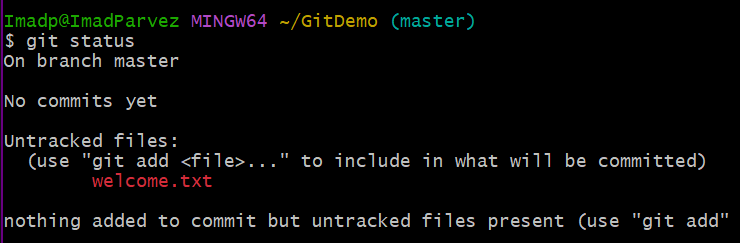 Imadp@ImadParvez MINGW64 ~/GitDemo (master)
$ git status
On branch master
No commits yet
Untracked files:
(use "git add <file>..." to include in what will be committed)
welcome.txt
nothing added to commit but untracked files present (use "git add"